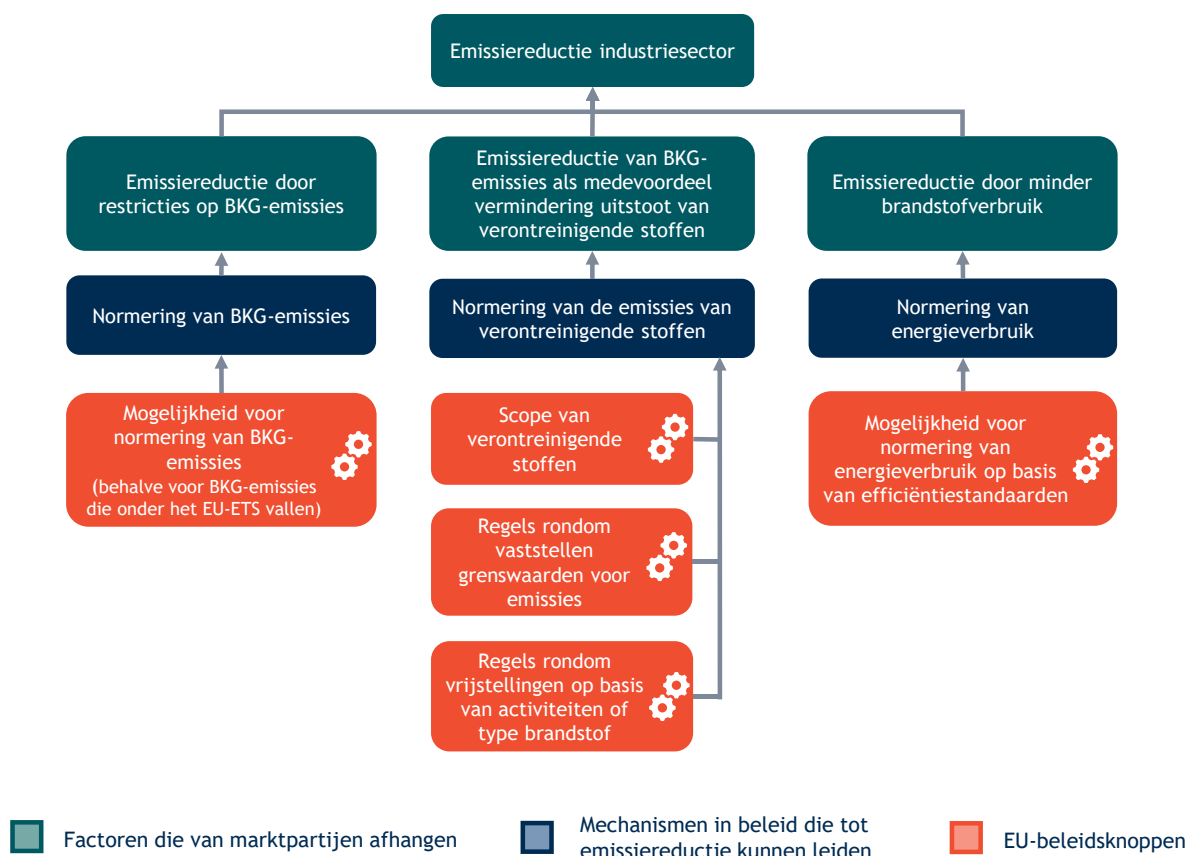 Emissiereductie industriesector
Emissiereductie door
restricties op BKG-emissies
Emissiereductie van BKG-
emissies als medevoordeel
vermindering uitstoot van
verontreinigende stoffen
Emissiereductie door minder
brandstofverbruik
Normering van BKG-emissies
Normering van de emissies van
verontreinigende stoffen
Normering van
energieverbruik
Mogelijkheid voor
normering van BKG-
emissies
(behalve voor BKG-emissies
die onder het EU-ETS vallen)
Scope van
verontreinigende
stoffen
Regels rondom
vaststellen
grenswaarden voor
emissies
Regels rondom
vrijstellingen op basis
van activiteiten of
type brandstof
Mogelijkheid voor
normering van
energieverbruik op basis
van efficiëntiestandaarden
Factoren die van marktpartijen afhangen
Mechanismen in beleid die tot
emissiereductie kunnen leiden
EU-beleidsknoppen